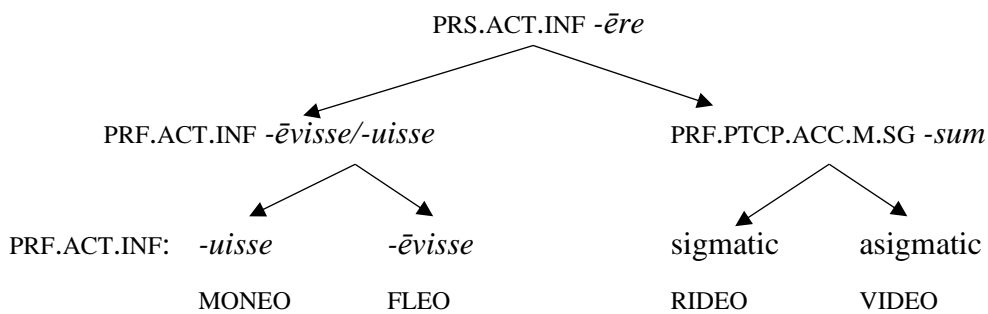 PRS.ACT.INF -ēre
PRF.ACT.INF -ēvisse/-uisse PRF.PTCP.ACC.M.SG -sum
PRF.ACT.INF: -uisse -ēvisse sigmatic asigmatic
MONEO FLEO RIDEO VIDEO